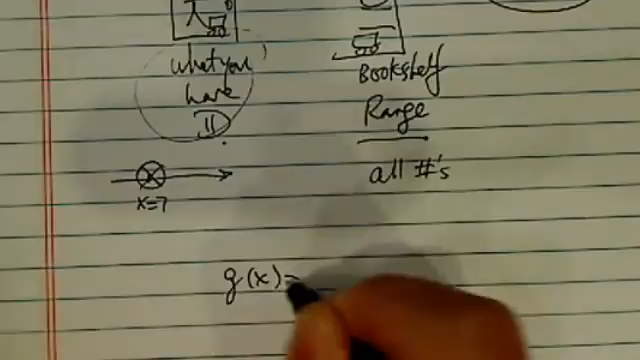 what you
have
Bookshelf
Range
all #'s
x=7
g(x)=